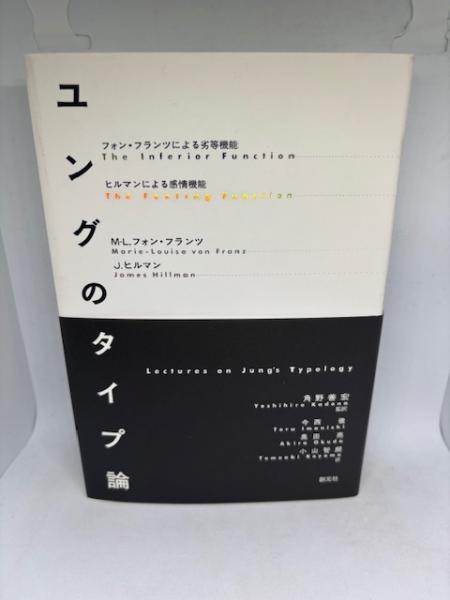 ユングのタイプ論
フォン・フランツによる劣等機能
The Inferior Function
ヒルマンによる感情機能
The Feeling Function
M-L.フォン・フランツ
Marie-Louise von Franz
J.ヒルマン
James Hillman
Lectures on Jung's Typology
角野善宏
Yoshihiro Kadono
監訳
今西 徹
Toru Imanishi
奥田 亮
Akira Okuda
小山智朗
Tomoaki Koyama
訳
創元社